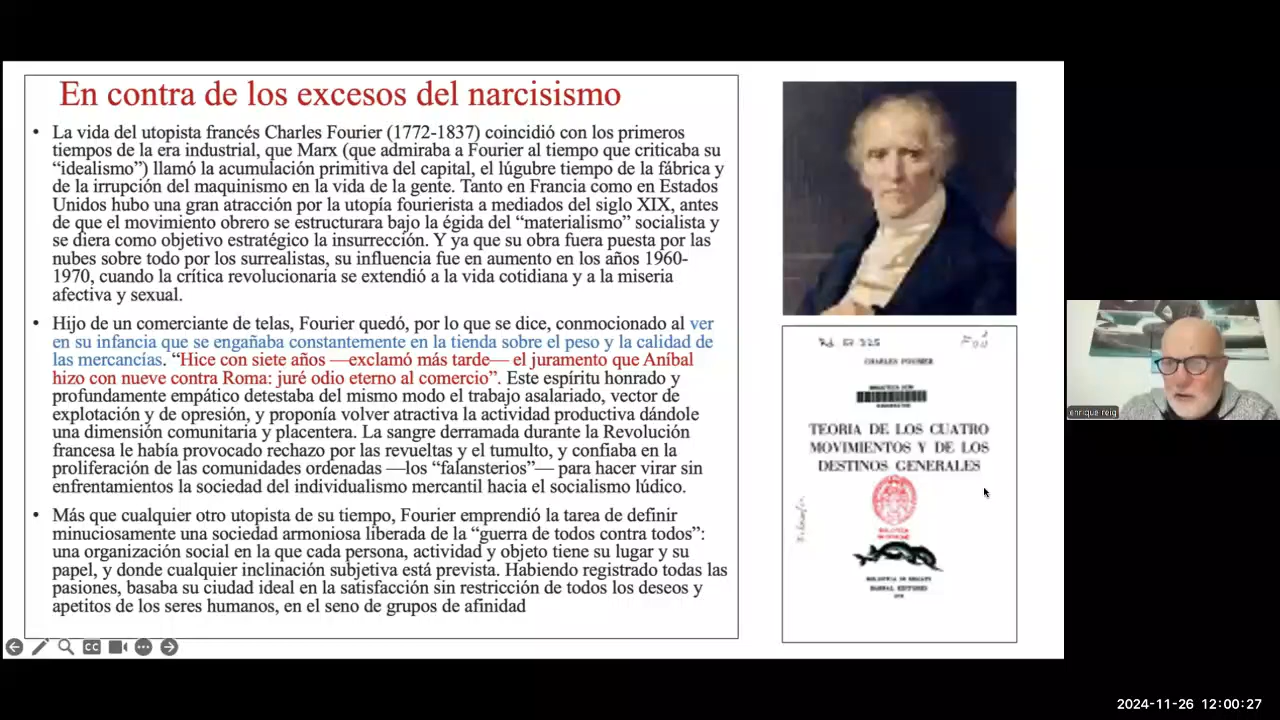 En contra de los excesos del narcisismo
• La vida del utopista francés Charles Fourier (1772-1837) coincidió con los primeros
tiempos de la era industrial, que Marx (que admiraba a Fourier al tiempo que criticaba su
“idealismo”) llamó la acumulación primitiva del capital, el lúgubre tiempo de la fábrica y
de la irrupción del maquinismo en la vida de la gente. Tanto en Francia como en Estados
Unidos hubo una gran atracción por la utopía fourierista a mediados del siglo XIX, antes
de que el movimiento obrero se estructurara bajo la égida del “materialismo” socialista y
se diera como objetivo estratégico la insurrección. Y ya que su obra fuera puesta por las
nubes sobre todo por los surrealistas, su influencia fue en aumento en los años 1960-
1970, cuando la crítica revolucionaria se extendió a la vida cotidiana y a la miseria
afectiva y sexual.
• Hijo de un comerciante de telas, Fourier quedó, por lo que se dice, conmocionado al ver
en su infancia que se engañaba constantemente en la tienda sobre el peso y la calidad de
las mercancías. “Hice con siete años —exclamó más tarde— el juramento que Aníbal
hizo con nueve contra Roma: juré odio eterno al comercio”. Este espíritu honrado y
profundamente empático detestaba del mismo modo el trabajo asalariado, vector de
explotación y de opresión, y proponía volver atractiva la actividad productiva dándole
una dimensión comunitaria y placentera. La sangre derramada durante la Revolución
francesa le había provocado rechazo por las revueltas y el tumulto, y confiaba en la
proliferación de las comunidades ordenadas —los “falansterios”— para hacer virar sin
enfrentamientos la sociedad del individualismo mercantil hacia el socialismo lúdico.
• Más que cualquier otro utopista de su tiempo, Fourier emprendió la tarea de definir
minuciosamente una sociedad armoniosa liberada de la “guerra de todos contra todos”:
una organización social en la que cada persona, actividad y objeto tiene su lugar y su
papel, y donde cualquier inclinación subjetiva está prevista. Habiendo registrado todas las
pasiones, basaba su ciudad ideal en la satisfacción sin restricción de todos los deseos y
apetitos de los seres humanos, en el seno de grupos de afinidad
CHARLES FOURIER
TEORIA DE LOS CUATRO
MOVIMIENTOS Y DE LOS
DESTINOS GENERALES
BARRAL EDITORES
CC
enrique reig
2024-11-26 12:00:27